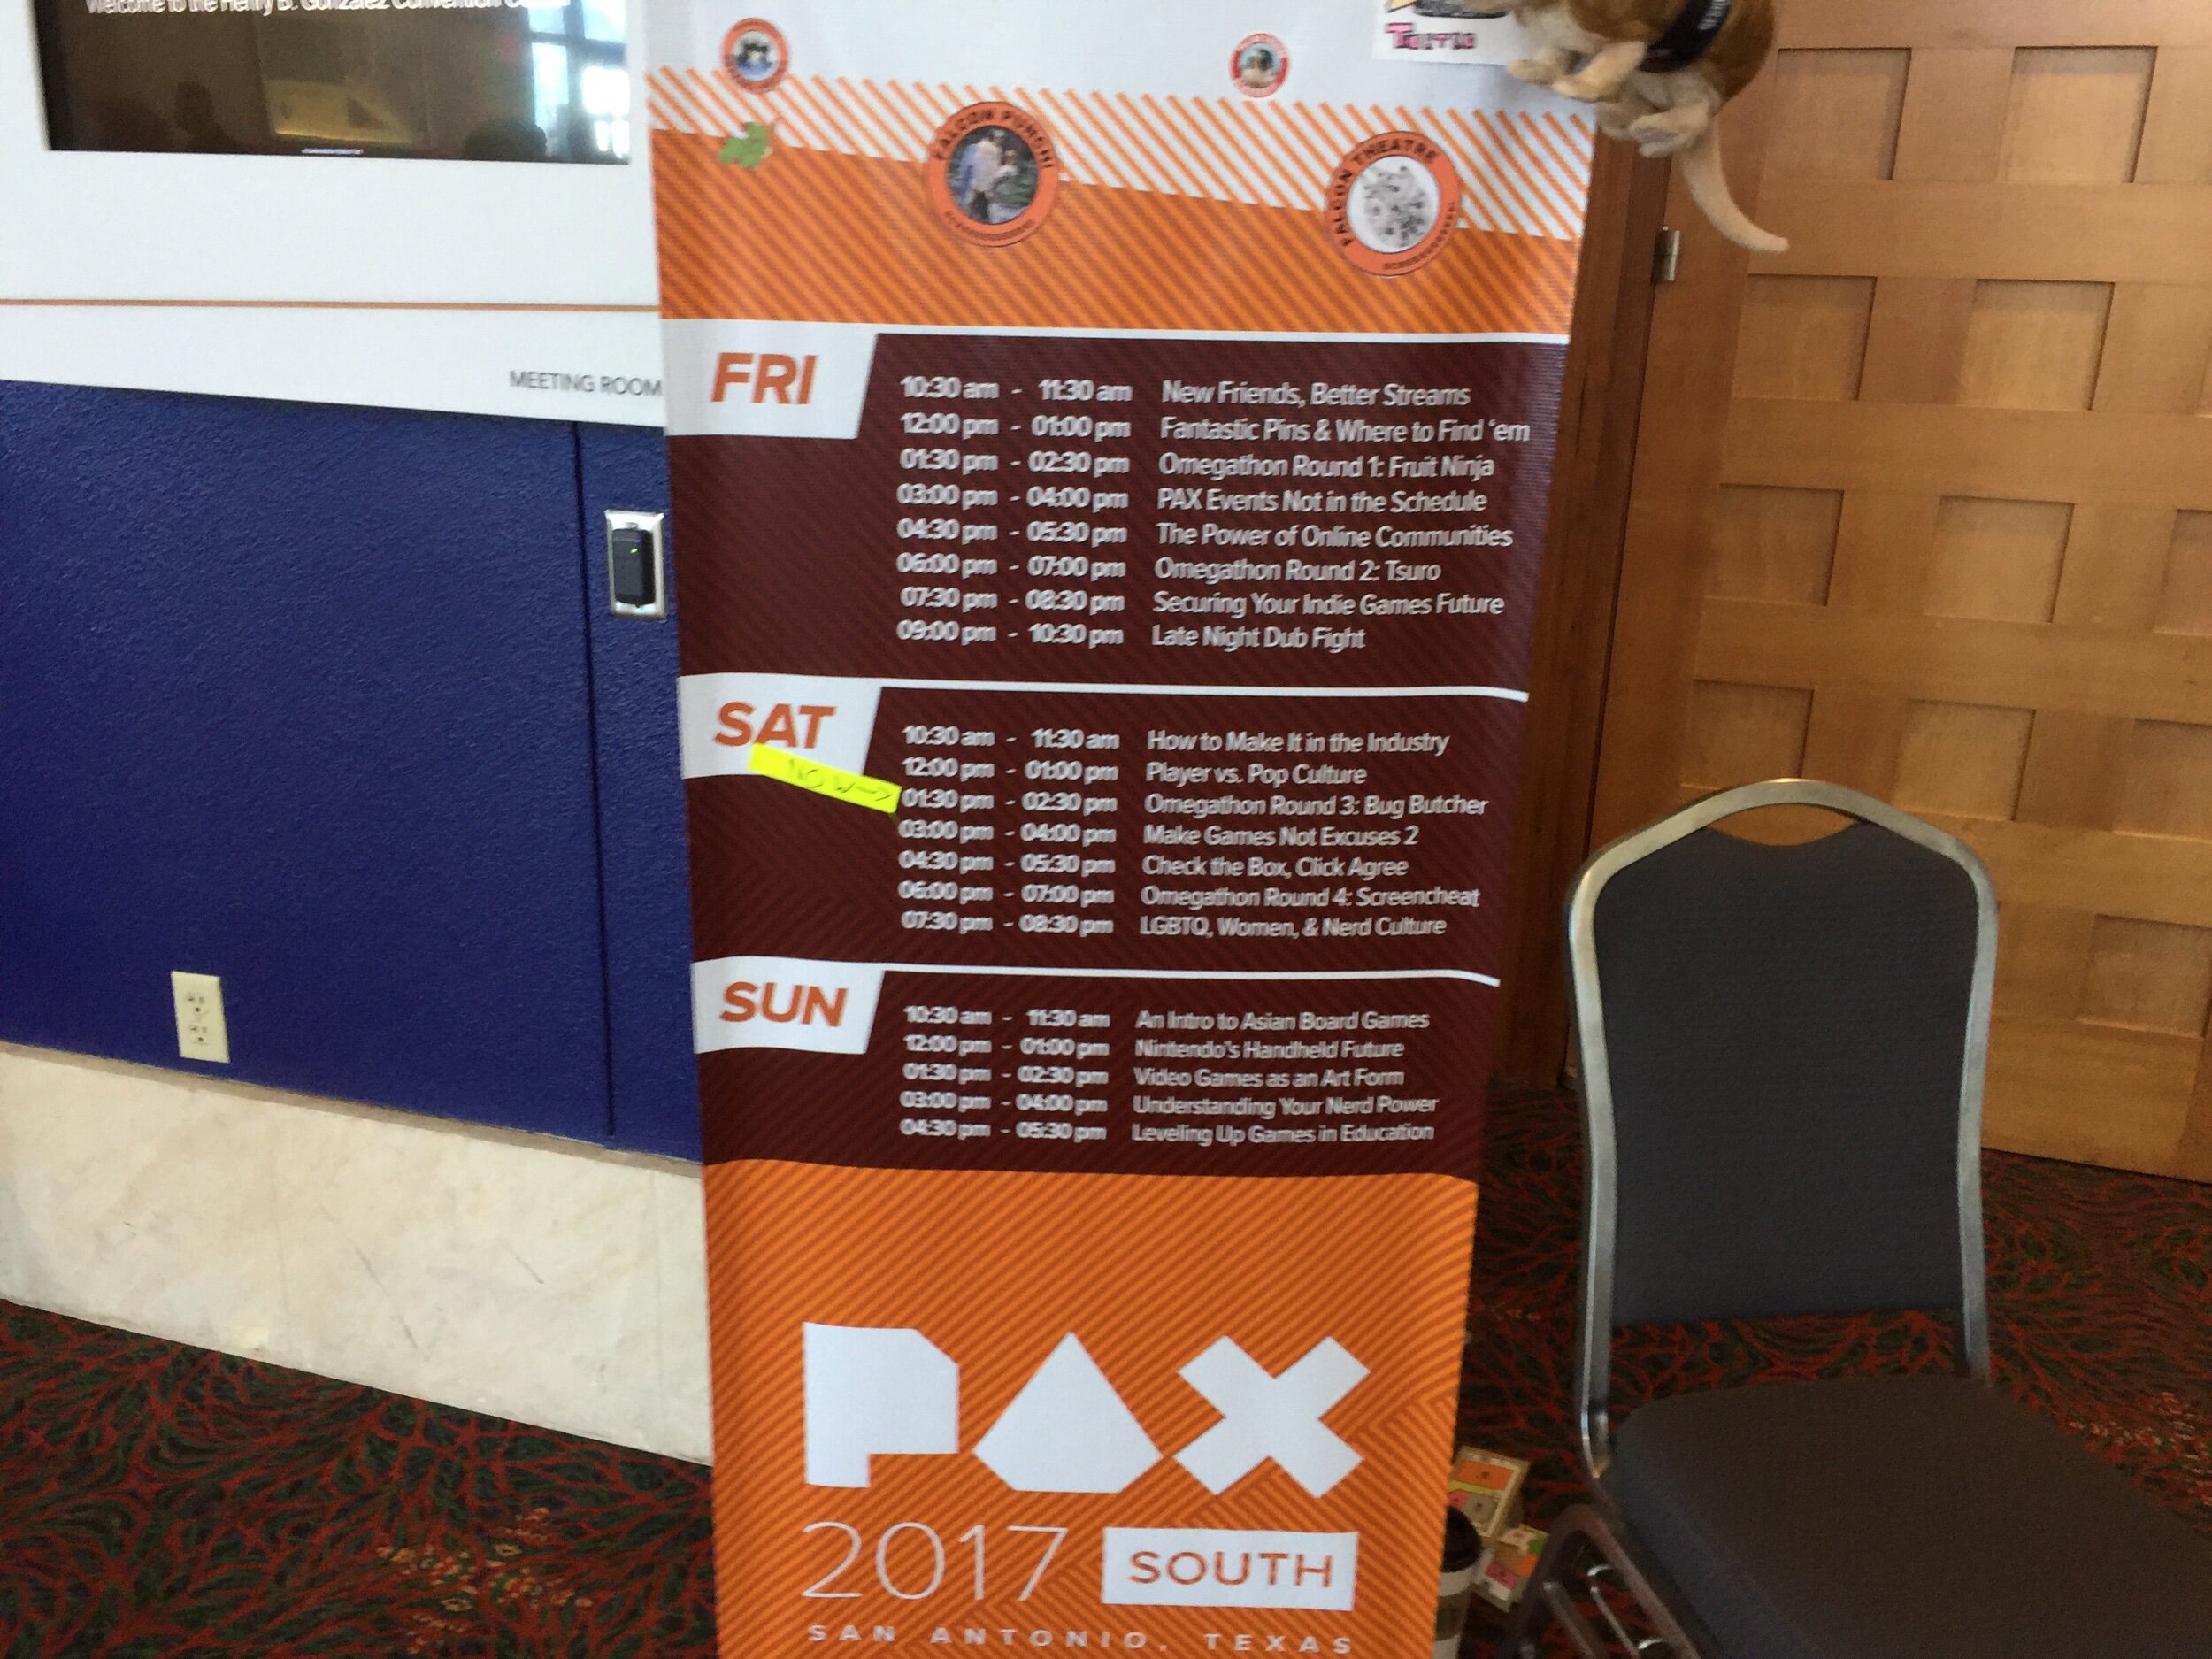 Welcome to the Henry B. Gonzalez Convention
MEETING ROOM
FALCON PUNCH!
FALCON THEATRE
FRI
10:30 am - 11:30 am New Friends, Better Streams
12:00 pm - 01:00 pm Fantastic Pins & Where to Find 'em
01:30 pm - 02:30 pm Omegathon Round 1: Fruit Ninja
03:00 pm - 04:00 pm PAX Events Not in the Schedule
04:30 pm - 05:30 pm The Power of Online Communities
06:00 pm - 07:00 pm Omegathon Round 2: Tsuro
07:30 pm - 08:30 pm Securing Your Indie Games Future
09:00 pm - 10:30 pm Late Night Dub Fight
SAT
NOW→
10:30 am - 11:30 am How to Make It in the Industry
12:00 pm - 01:00 pm Player vs. Pop Culture
01:30 pm - 02:30 pm Omegathon Round 3: Bug Butcher
03:00 pm - 04:00 pm Make Games Not Excuses 2
04:30 pm - 05:30 pm Check the Box, Click Agree
06:00 pm - 07:00 pm Omegathon Round 4: Screencheat
07:30 pm - 08:30 pm LGBTQ, Women, & Nerd Culture
SUN
10:30 am - 11:30 am An Intro to Asian Board Games
12:00 pm - 01:00 pm Nintendo's Handheld Future
01:30 pm - 02:30 pm Video Games as an Art Form
03:00 pm - 04:00 pm Understanding Your Nerd Power
04:30 pm - 05:30 pm Leveling Up Games in Education
PAX
2017 SOUTH
SAN ANTONIO, TEXAS